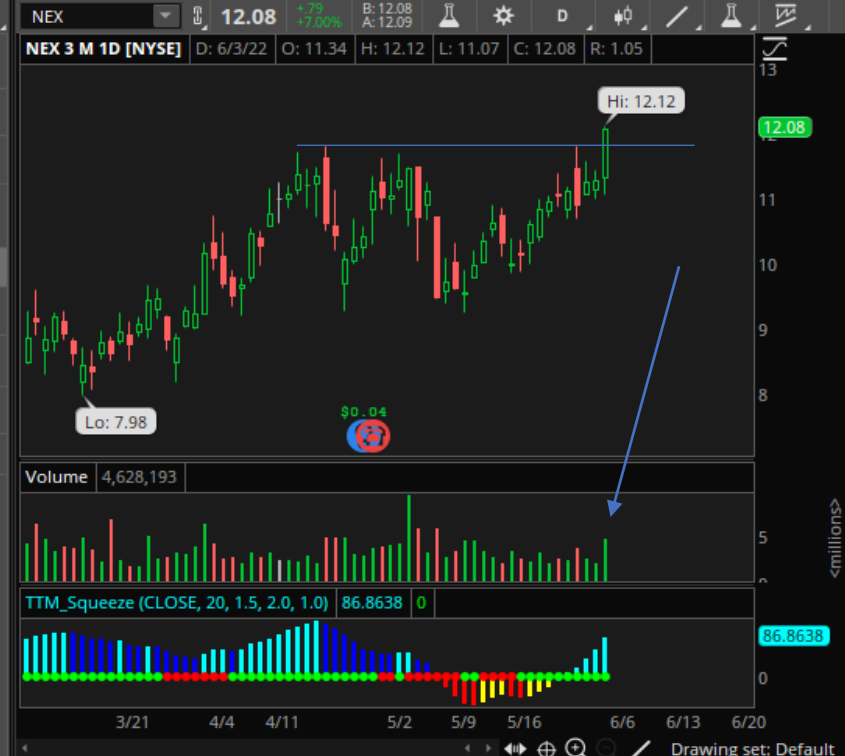 NEX 12.08 +.79 +7.00% B: 12.08 A: 12.09 D
NEX 3 M 1D [NYSE] D: 6/3/22 O: 11.34 H: 12.12 L: 11.07 C: 12.08 R: 1.05
13
Hi: 12.12
12.08
11
10
9
8
Lo: 7.98
$0.04
Volume 4,628,193
5
<millions>
TTM_Squeeze (CLOSE, 20, 1.5, 2.0, 1.0) 86.8638 0
86.8638
0
3/21 4/4 4/11 5/2 5/9 5/16 6/6 6/13 6/20
Drawing set: Default